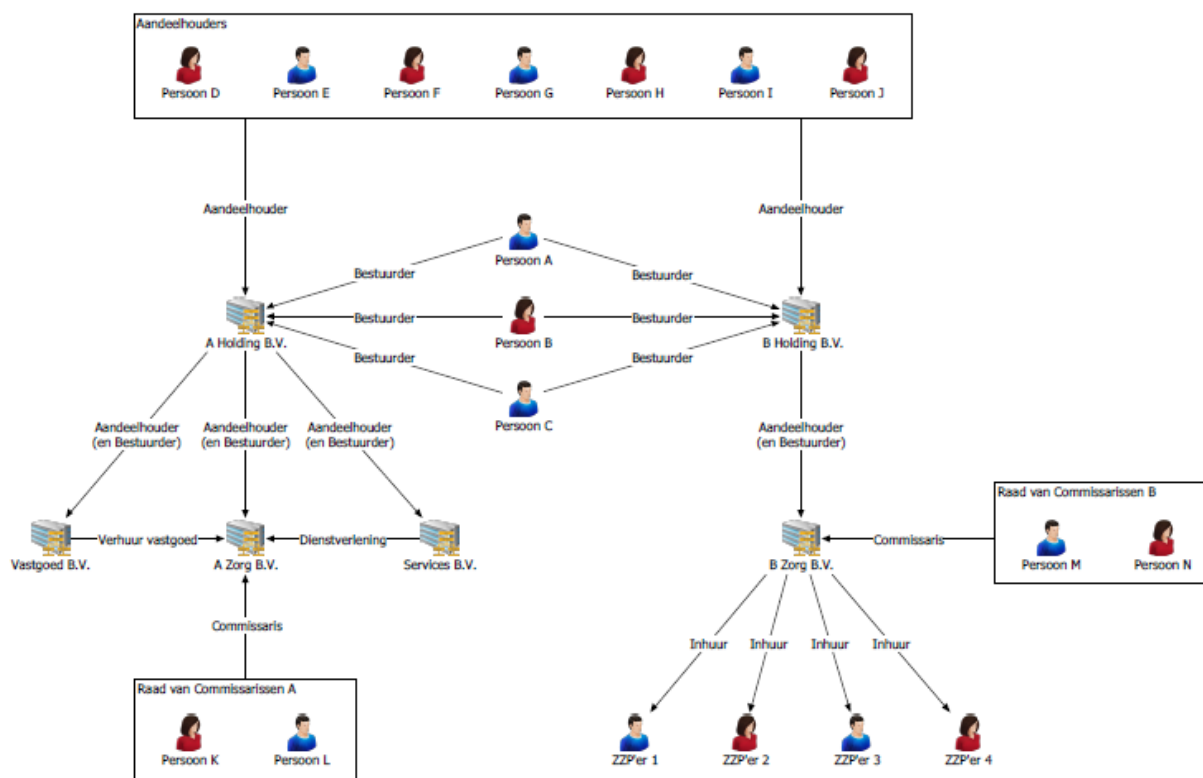 Aandeelhouders
Persoon D
Persoon E
Persoon F
Persoon G
Persoon H
Persoon I
Persoon J
Aandeelhouder
Aandeelhouder
Persoon A
Bestuurder
Bestuurder
Bestuurder
Bestuurder
Persoon B
A Holding B.V.
B Holding B.V.
Bestuurder
Bestuurder
Persoon C
Aandeelhouder
(en Bestuurder)
Aandeelhouder
(en Bestuurder)
Aandeelhouder
(en Bestuurder)
Aandeelhouder
(en Bestuurder)
Raad van Commissarissen B
Persoon M
Persoon N
Commissaris
Verhuur vastgoed
Dienstverlening
Vastgoed B.V.
A Zorg B.V.
Services B.V.
B Zorg B.V.
Commissaris
Inhuur
Inhuur
Inhuur
Inhuur
Raad van Commissarissen A
Persoon K
Persoon L
ZZP'er 1
ZZP'er 2
ZZP'er 3
ZZP'er 4